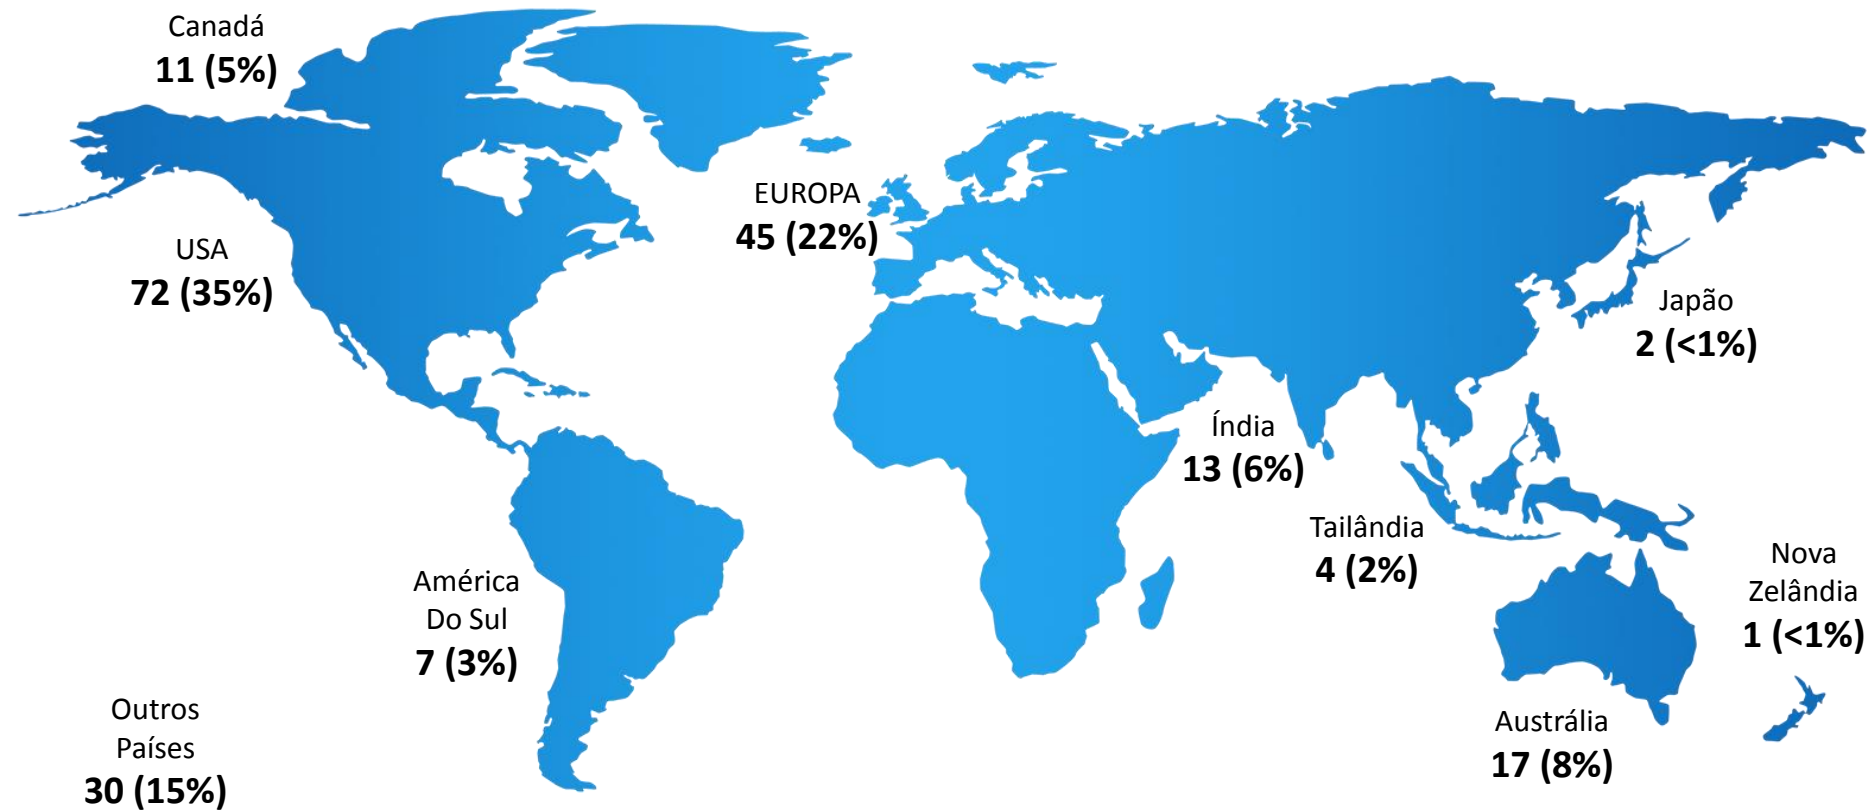 Canadá
11 (5%)
EUROPA
45 (22%)
USA
72 (35%)
Japão
2 (<1%)
Índia
13 (6%)
Tailândia
4 (2%)
Nova
Zelândia
1 (<1%)
América
Do Sul
7 (3%)
Outros
Países
30 (15%)
Austrália
17 (8%)